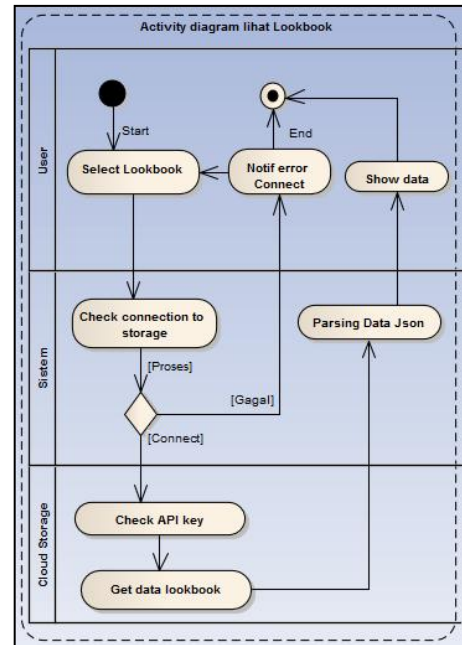 Activity diagram lihat Lookbook
User
Start
End
Select Lookbook
Notif error
Connect
Show data
Sistem
Check connection to
storage
Parsing Data Json
[Proses]
[Gagal]
[Connect]
Cloud Storage
Check API key
Get data lookbook